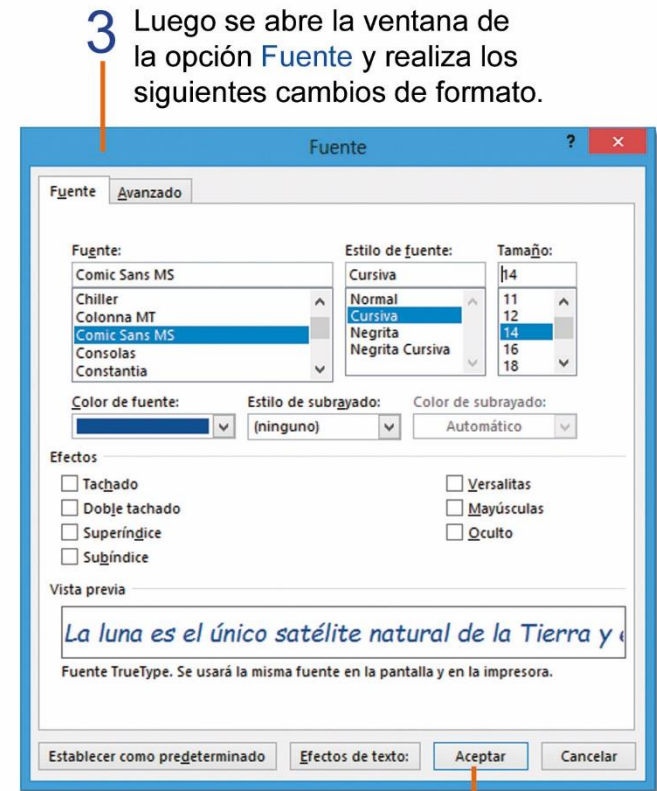 3 Luego se abre la ventana de
la opción Fuente y realiza los
siguientes cambios de formato.
Fuente ? ×
Fuente Avanzado
Fuente: Estilo de fuente: Tamaño:
Comic Sans MS Cursiva 14
Chiller Normal 11
Colonna MT Cursiva 12
Comic Sans MS Negrita 14
Consolas Negrita Cursiva 16
Constantia 18
Color de fuente: Estilo de subrayado: Color de subrayado:
(ninguno) Automático
Efectos
Tachado Versalitas
Doble tachado Mayúsculas
Superíndice Oculto
Subíndice
Vista previa
La luna es el único satélite natural de la Tierra y
Fuente TrueType. Se usará la misma fuente en la pantalla y en la impresora.
Establecer como predeterminado Efectos de texto: Aceptar Cancelar